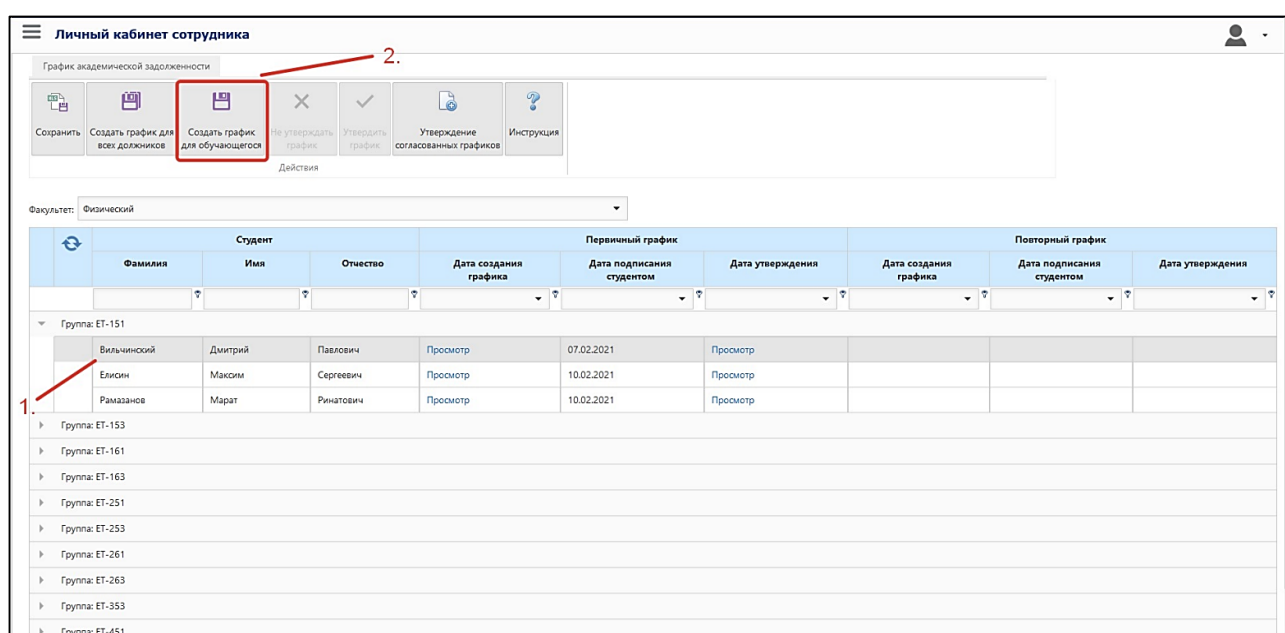 Личный кабинет сотрудника
2.
График академической задолженности
Сохранить
Создать график для всех должников
Создать график для обучающегося
Не утверждать график
Утвердить график
Утверждение согласованных графиков
Инструкция
Действия
Факультет: Физический
Студент Первичный график Повторный график
Фамилия Имя Отчество Дата создания графика Дата подписания студентом Дата утверждения Дата создания графика Дата подписания студентом Дата утверждения
Группа: ЕТ-151
Вильчинский Дмитрий Павлович Просмотр 07.02.2021 Просмотр
Елисин Максим Сергеевич Просмотр 10.02.2021 Просмотр
1.
Рамазанов Марат Ринатович Просмотр 10.02.2021 Просмотр
Группа: ЕТ-153
Группа: ЕТ-161
Группа: ЕТ-163
Группа: ЕТ-251
Группа: ЕТ-253
Группа: ЕТ-261
Группа: ЕТ-263
Группа: ЕТ-353
Группа: ЕТ-451